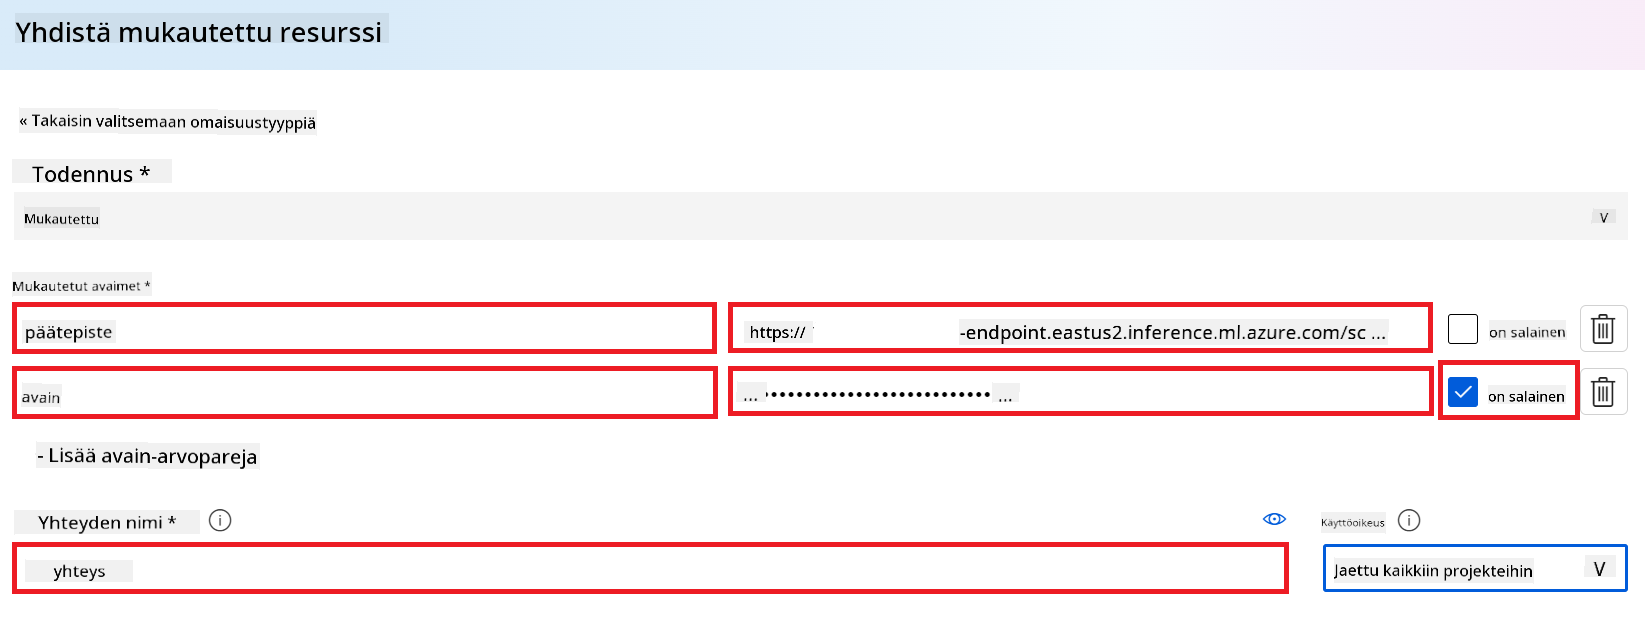 Yhdistä mukautettu resurssi
« Takaisin valitsemaan omaisuustyyppiä
Todennus *
Mukautettu V
Mukautetut avaimet *
päätepiste https:// -endpoint.eastus2.inference.ml.azure.com/sc ... on salainen
avain ...•••••••••••••••••••••••••••• ... on salainen
- Lisää avain-arvopareja
Yhteyden nimi * Käyttöoikeus
yhteys Jaettu kaikkiin projekteihin V